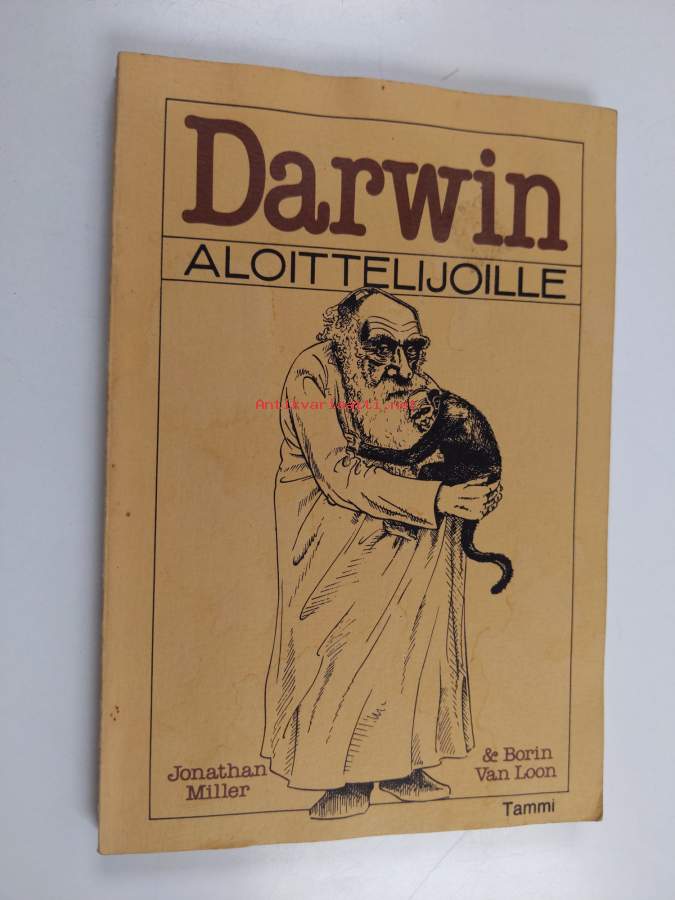 Darwin
ALOITTELIJOILLE
Antikvariaatti.net
Jonathan
Miller
& Borin
Van Loon
Tammi